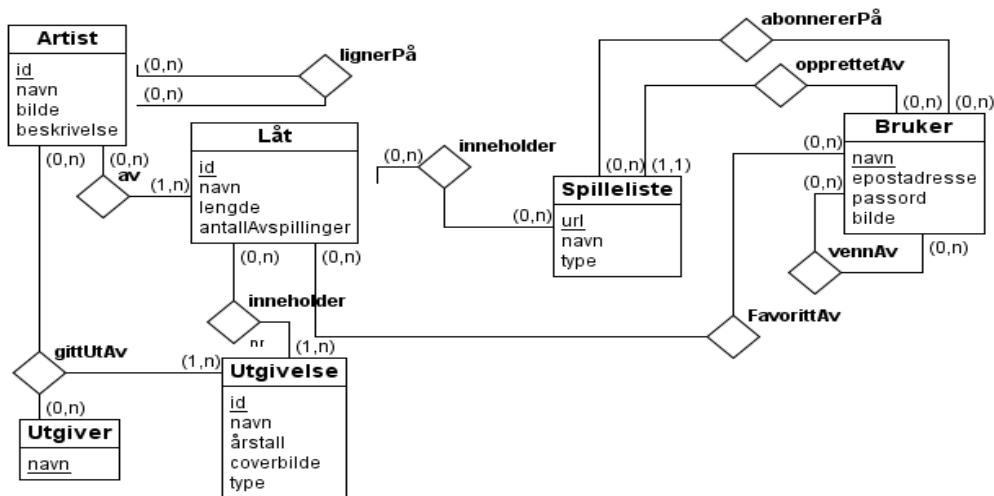 abonnererPå
Artist
id
navn
bilde
beskrivelse
(0,n)
lignerPå
(0,n)
opprettetAv
(0,n)
(0,n)
Bruker
navn
epostadresse
passord
bilde
(0,n)
(0,n)
vennAv
(0,n)
Låt
id
navn
lengde
antallAvspillinger
(0,n)
inneholder
(0,n)
(0,n)
(1,1)
Spilleliste
url
navn
type
(0,n)
(0,n)
av
(1,n)
(0,n)
(0,n)
inneholder
nr
(1,n)
FavorittAv
gittUtAv
(1,n)
Utgivelse
id
navn
årstall
coverbilde
type
(0,n)
Utgiver
navn